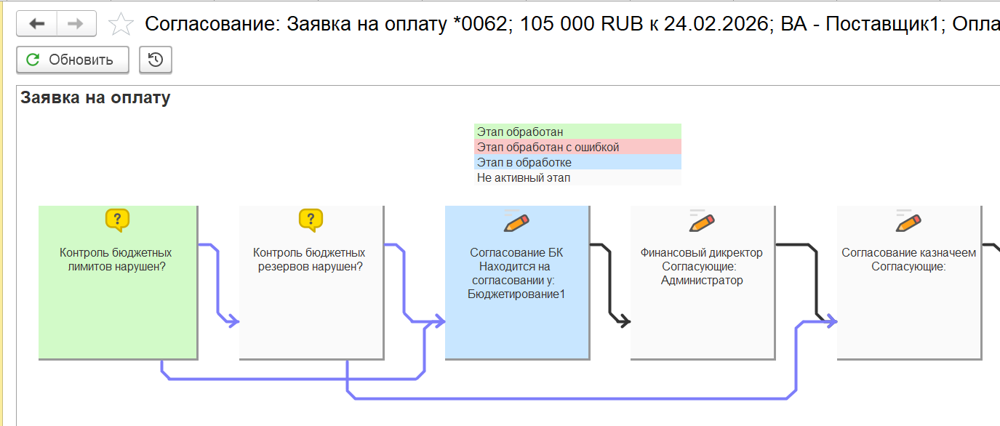 Согласование: Заявка на оплату *0062; 105 000 RUB к 24.02.2026; ВА - Поставщик1; Опла
Обновить
Заявка на оплату
Этап обработан
Этап обработан с ошибкой
Этап в обработке
Не активный этап
?
Контроль бюджетных
лимитов нарушен?
?
Контроль бюджетных
резервов нарушен?
Согласование БК
Находится на
согласовании у:
Бюджетирование1
Финансовый дикректор
Согласующие:
Администратор
Согласование казначеем
Согласующие: